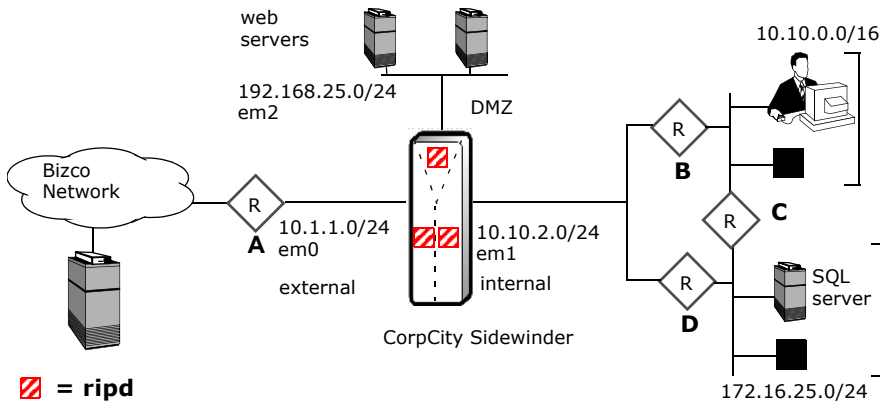 web
servers
10.10.0.0/16
192.168.25.0/24
em2
DMZ
R
B
Bizco
Network
R
A
10.1.1.0/24
em0
external
10.10.2.0/24
em1
internal
R
C
R
D
SQL
server
CorpCity Sidewinder
= ripd
172.16.25.0/24